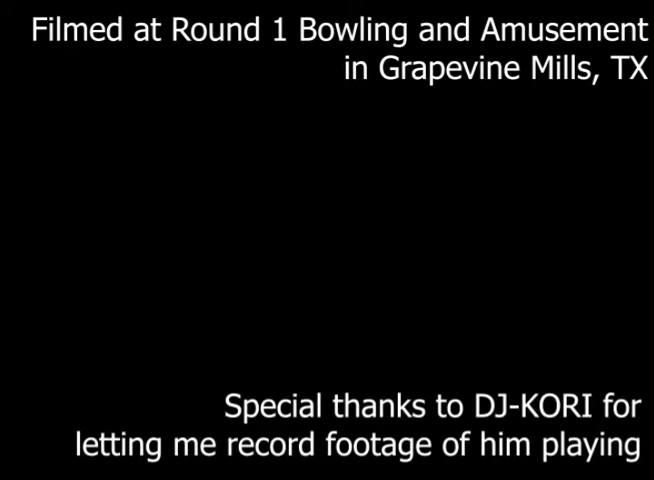 Filmed at Round 1 Bowling and Amusement
in Grapevine Mills, TX
Special thanks to DJ-KORI for
letting me record footage of him playing